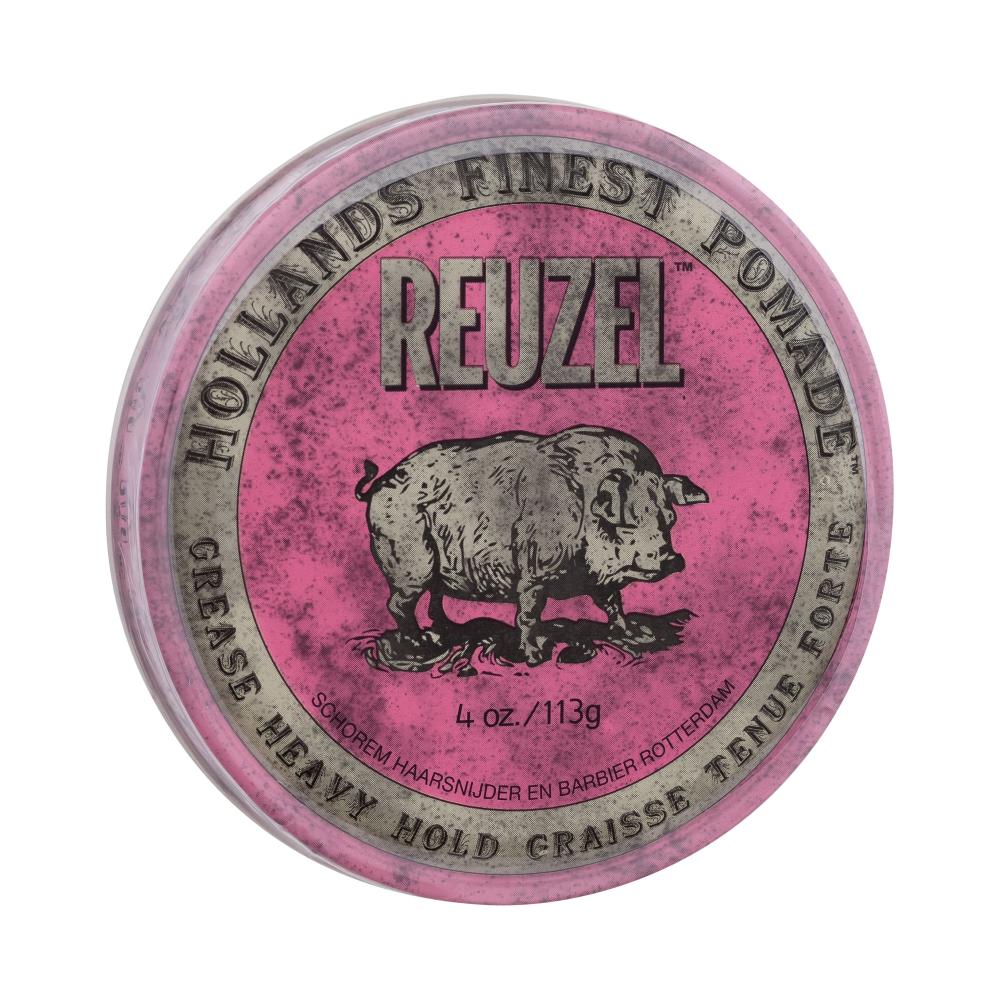 HOLLANDS FINEST POMADE™
REUZEL™
4 oz./113g
SCHOREM HAARSNIJDER EN BARBIER ROTTERDAM
GREASE HEAVY HOLD GRAISSE TENUE FORTE